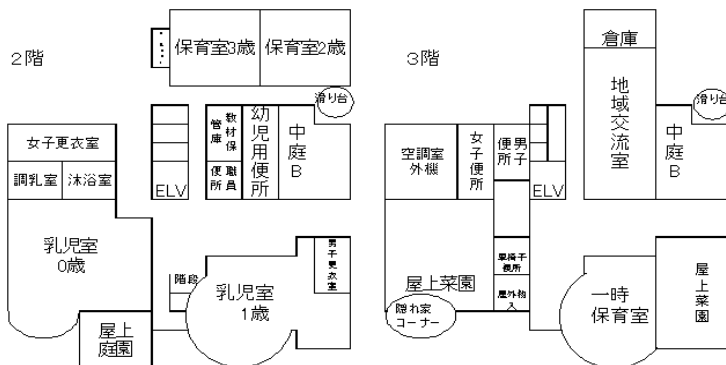 2階
保育室3歳
保育室2歳
滑り台
女子更衣室
調乳室
沐浴室
ELV
教材保管庫
職員便所
幼児用便所
中庭B
乳児室
0歳
階段
乳児室
1歳
男子更衣室
屋上
庭園
3階
倉庫
地域交流室
滑り台
空調室
外機
女子便所
男子便所
ELV
中庭B
車椅子
便所
屋外物
入
屋上菜園
隠れ家
コーナー
一時
保育室
屋上菜園